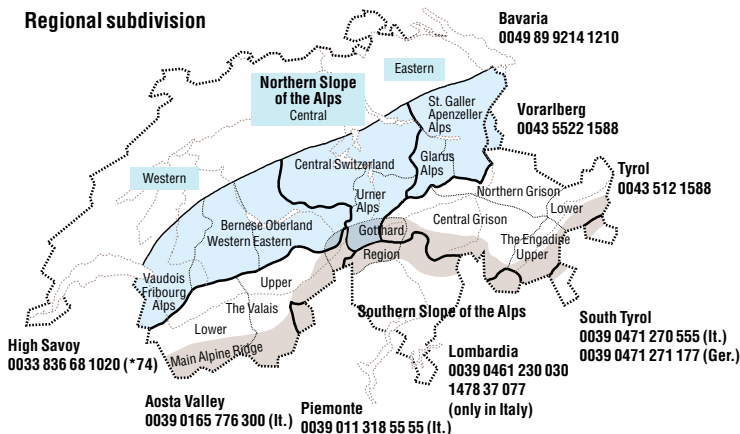 Regional subdivision
Bavaria
0049 89 9214 1210
Eastern
Northern Slope
of the Alps
Central
St. Galler
Apenzeller
Alps
Vorarlberg
0043 5522 1588
Central Switzerland
Glarus
Alps
Tyrol
0043 512 1588
Western
Northern Grison
Lower
Urner
Alps
Central Grison
Bernese Oberland
Western Eastern
Gotthard
Region
The Engadine
Upper
Vaudois
Fribourg
Alps
Upper
The Valais
Lower
Main Alpine Ridge
Southern Slope of the Alps
High Savoy
0033 836 68 1020 (*74)
South Tyrol
0039 0471 270 555 (It.)
0039 0471 271 177 (Ger.)
Lombardia
0039 0461 230 030
1478 37 077
(only in Italy)
Aosta Valley
0039 0165 776 300 (It.)
Piemonte
0039 011 318 55 55 (It.)